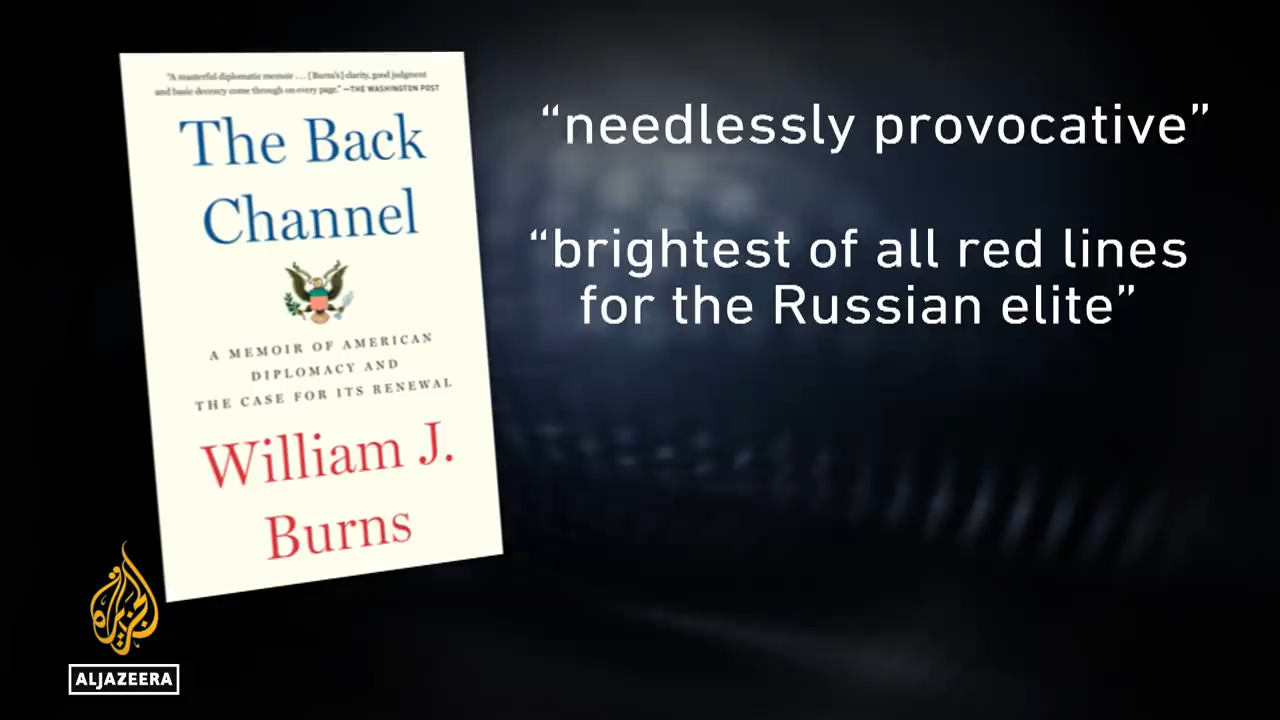 "A masterful diplomatic memoir . . . [Burns's] clarity, good judgment
and basic decency come through on every page." —THE WASHINGTON POST
The Back
Channel
A MEMOIR OF AMERICAN
DIPLOMACY AND
THE CASE FOR ITS RENEWAL
William J.
Burns
“needlessly provocative”
“brightest of all red lines
for the Russian elite”
الجزيرة
ALJAZEERA